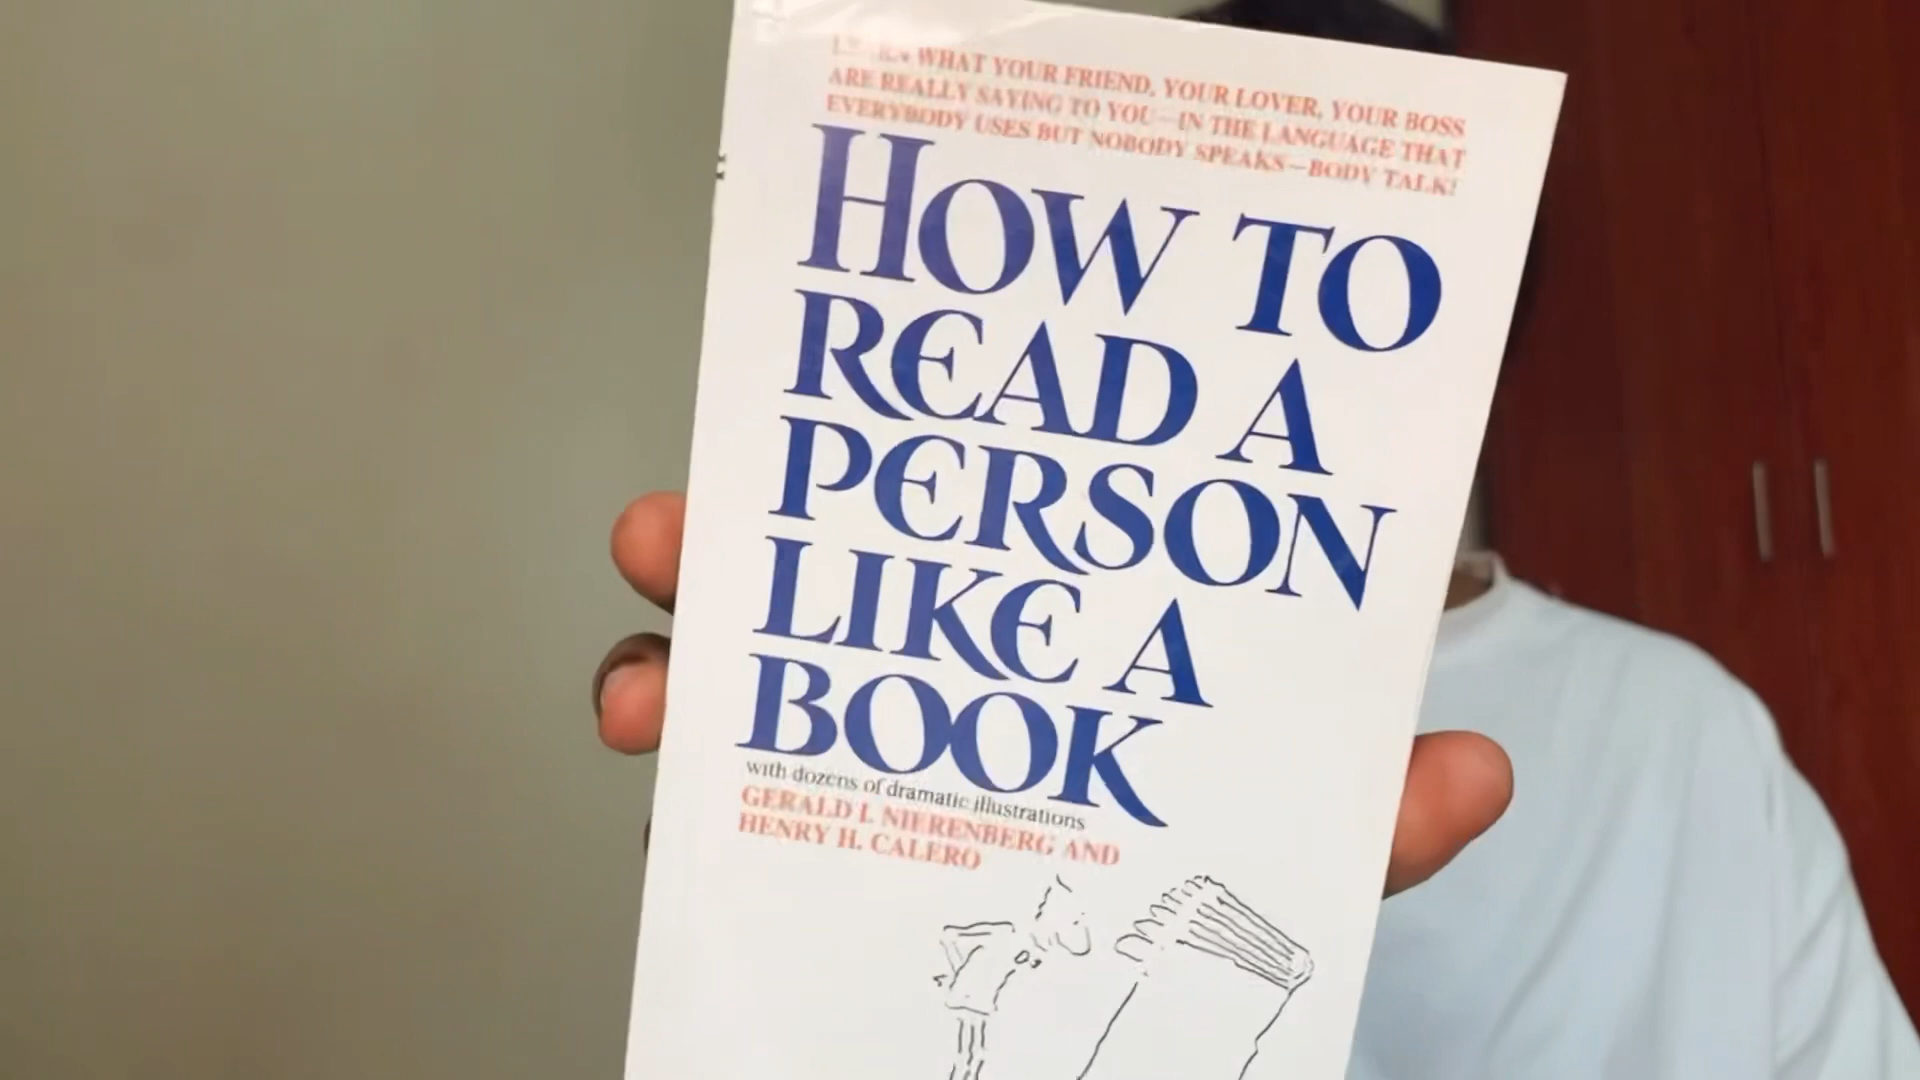 WHAT YOUR FRIEND, YOUR LOVER, YOUR BOSS
ARE REALLY SAYING TO YOU—IN THE LANGUAGE THAT
EVERYBODY USES BUT NOBODY SPEAKS—BODY TALK!
HOW TO
READ A
PERSON
LIKE A
BOOK
with dozens of dramatic illustrations
GERALD I. NIERENBERG AND
HENRY H. CALERO